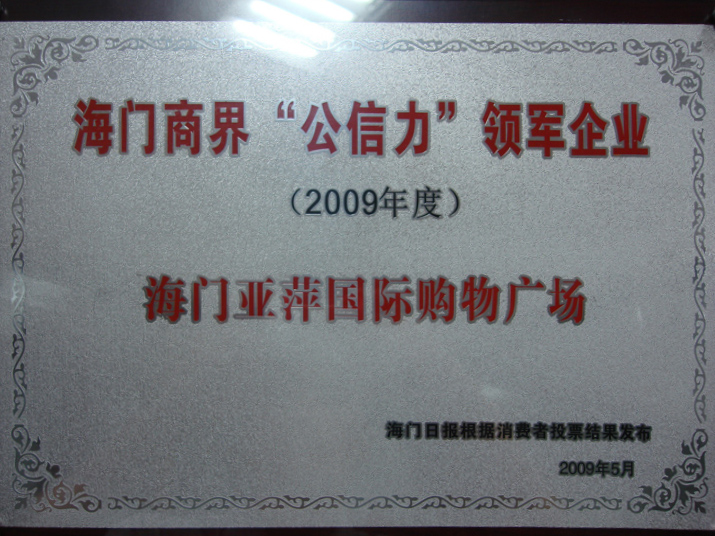 海门商界“公信力”领军企业
（2009年度）
海门亚萍国际购物广场
海门日报根据消费者投票结果发布
2009年5月